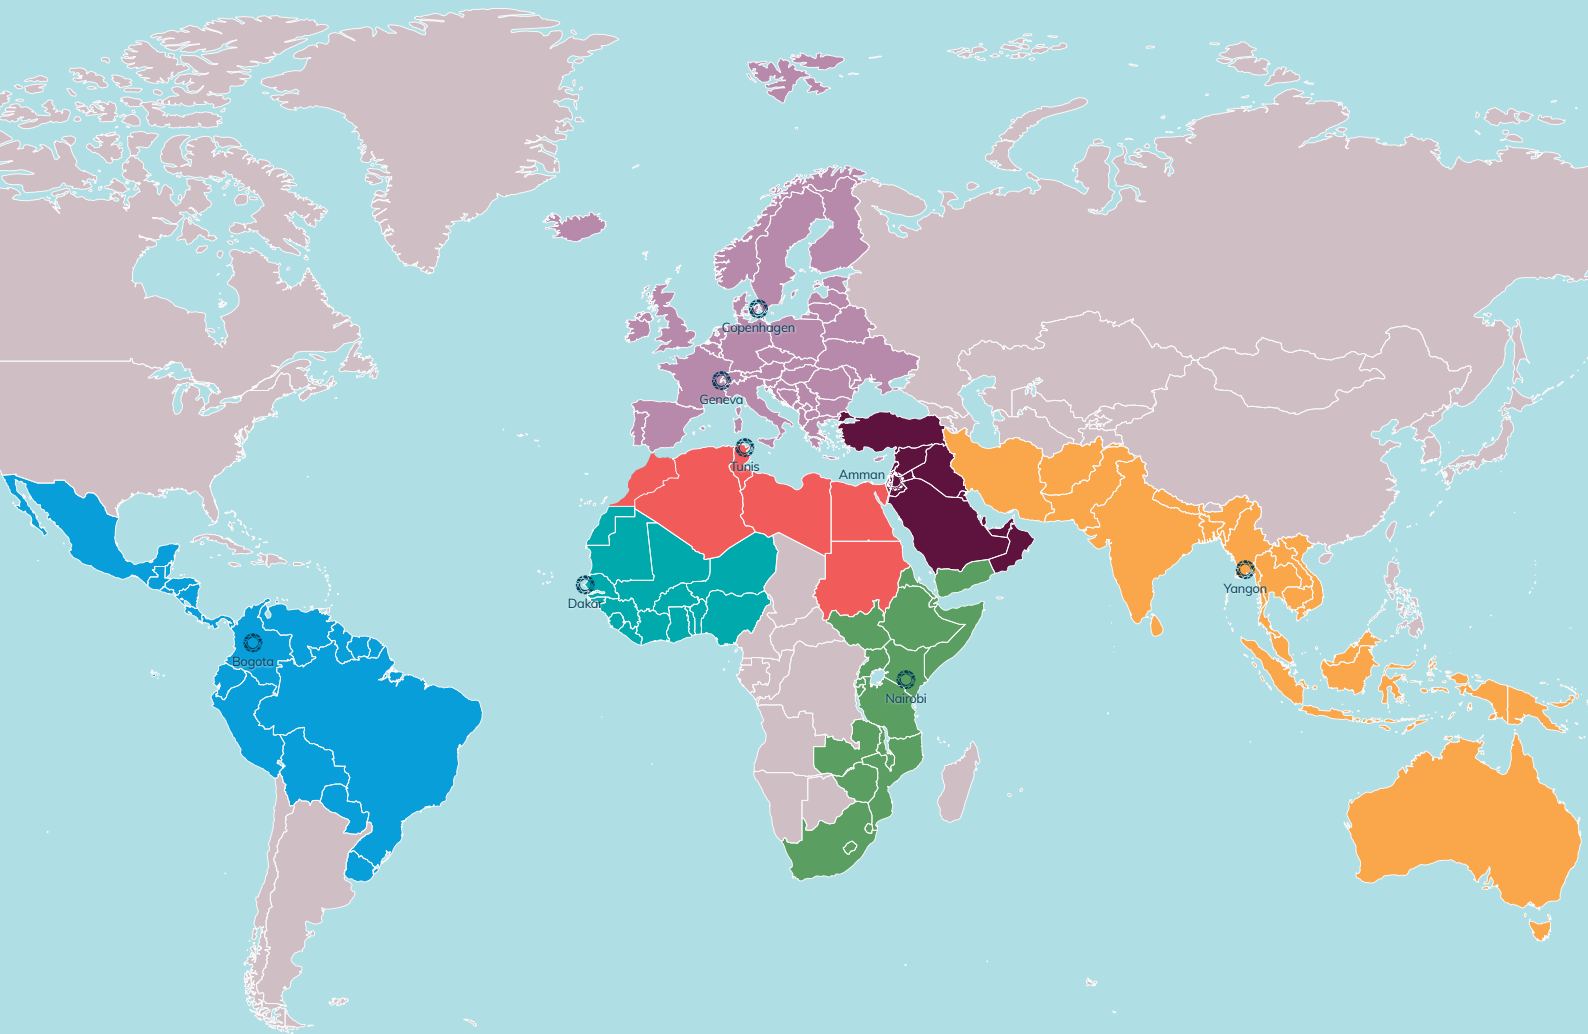 Copenhagen
Geneva
Tunis
Amman
Dakar
Yangon
Bogota
Nairobi